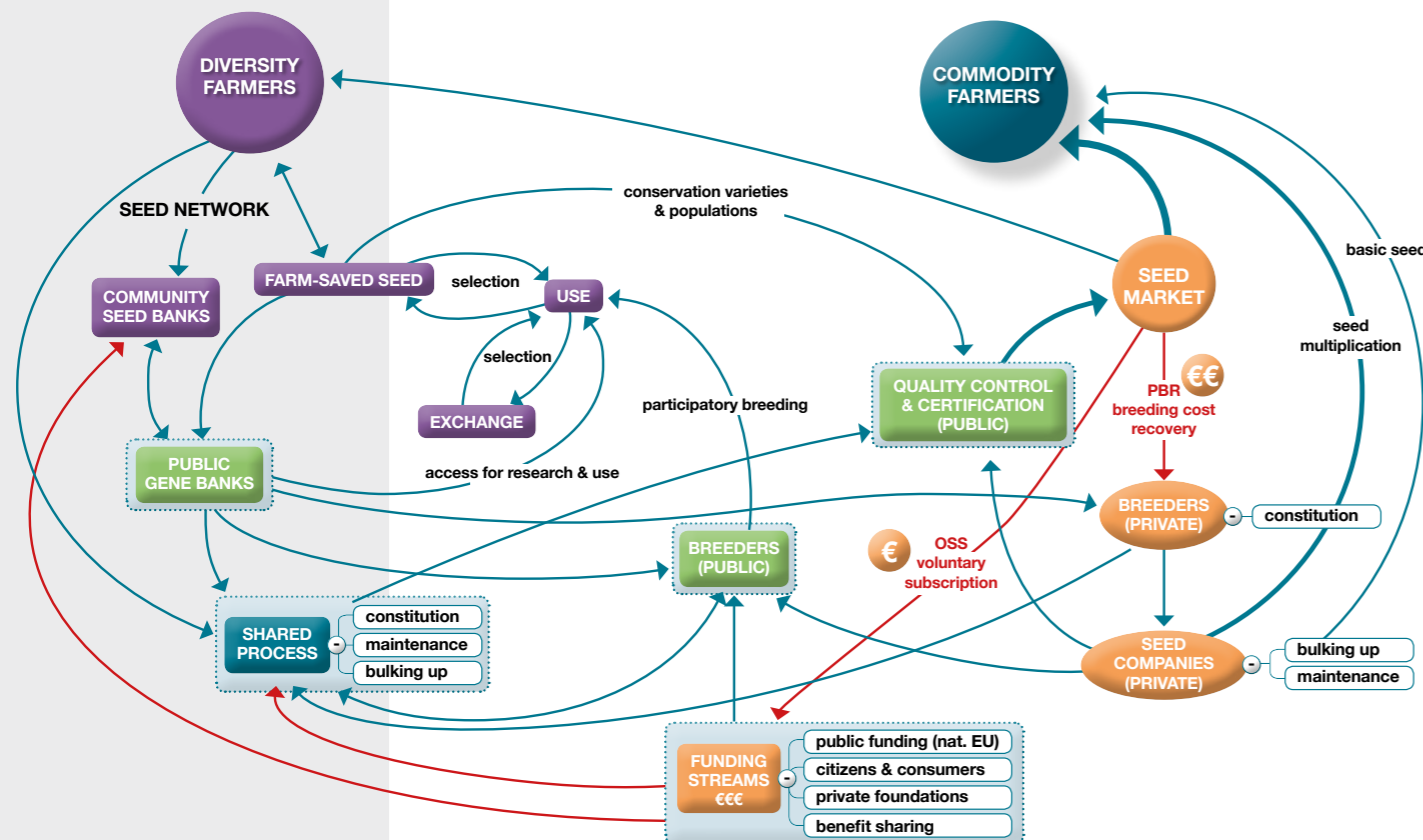 DIVERSITY
FARMERS
COMMODITY
FARMERS
SEED NETWORK
conservation varieties
& populations
basic seed
FARM-SAVED SEED
selection
USE
SEED
MARKET
COMMUNITY
SEED BANKS
selection
seed
multiplication
EXCHANGE
participatory breeding
QUALITY CONTROL
& CERTIFICATION
(PUBLIC)
€€
PBR
breeding cost
recovery
PUBLIC
GENE BANKS
access for research & use
BREEDERS
(PRIVATE)
-
constitution
BREEDERS
(PUBLIC)
€
OSS
voluntary
subscription
SHARED
PROCESS
-
constitution
maintenance
bulking up
SEED
COMPANIES
(PRIVATE)
-
bulking up
maintenance
FUNDING
STREAMS
€€€
-
public funding (nat. EU)
citizens & consumers
private foundations
benefit sharing